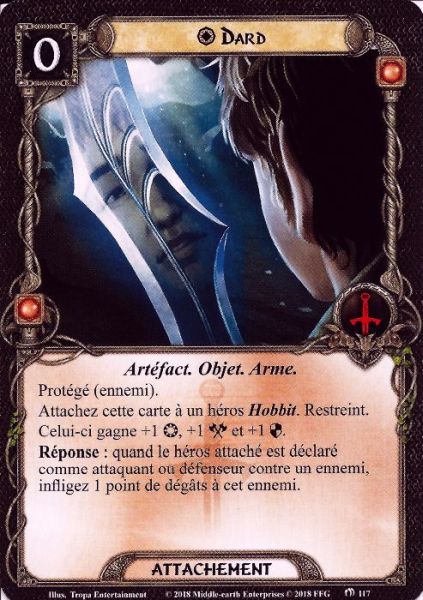 0
Dard
Artéfact. Objet. Arme.
Protégé (ennemi).
Attachez cette carte à un héros Hobbit. Restreint.
Celui-ci gagne +1 , +1 et +1 .
Réponse : quand le héros attaché est déclaré
comme attaquant ou défenseur contre un ennemi,
infligez 1 point de dégâts à cet ennemi.
ATTACHEMENT
Illus. Tropa Entertainment © 2018 Middle-earth Enterprises © 2018 FFG 117